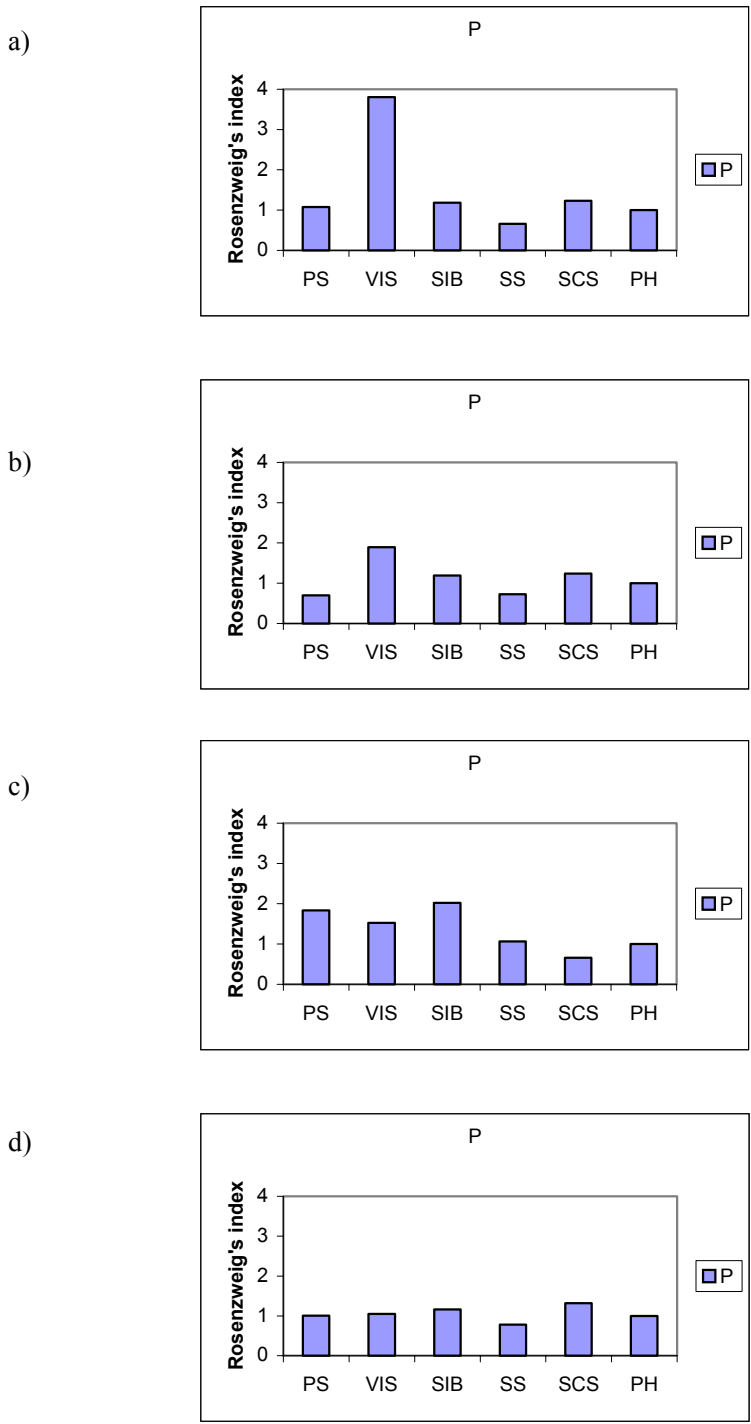 a)
P
Rosenzweig's index
4
3
2
1
0
PS VIS SIB SS SCS PH
P
b)
P
Rosenzweig's index
4
3
2
1
0
PS VIS SIB SS SCS PH
P
c)
P
Rosenzweig's index
4
3
2
1
0
PS VIS SIB SS SCS PH
P
d)
P
Rosenzweig's index
4
3
2
1
0
PS VIS SIB SS SCS PH
P